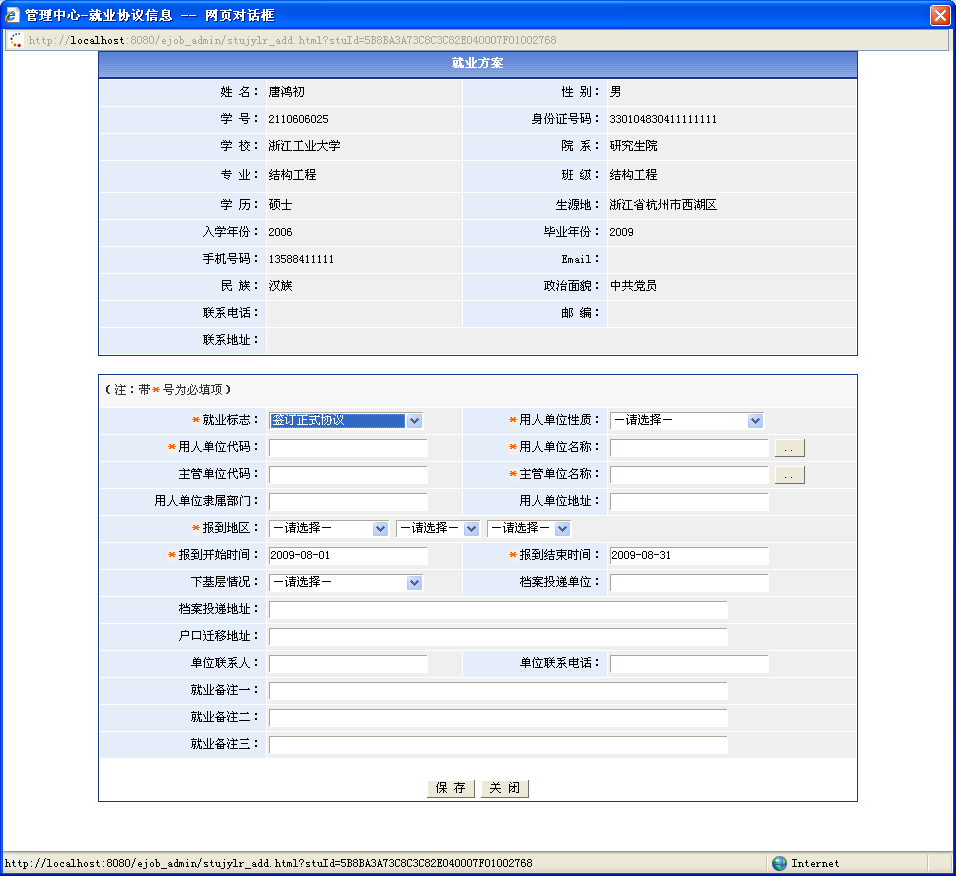 管理中心-就业协议信息 -- 网页对话框
http://localhost:8080/ejob_admin/stujylr_add.html?stuId=5B8BA3A73C8C3C82E040007F01002768
就业方案
姓 名： 唐鸿初 性 别： 男
学 号： 2110606025 身份证号码： 330104830411111111
学 校： 浙江工业大学 院 系： 研究生院
专 业： 结构工程 班 级： 结构工程
学 历： 硕士 生源地： 浙江省杭州市西湖区
入学年份： 2006 毕业年份： 2009
手机号码： 13588411111 Email：
民 族： 汉族 政治面貌： 中共党员
联系电话： 邮 编：
联系地址：
（注：带*号为必填项）
*就业标志： 签订正式协议 *用人单位性质： —请选择—
*用人单位代码： *用人单位名称： ..
主管单位代码： *主管单位名称： ..
用人单位隶属部门： 用人单位地址：
*报到地区： —请选择— —请选择— —请选择—
*报到开始时间： 2009-08-01 *报到结束时间： 2009-08-31
下基层情况： —请选择— 档案投递单位：
档案投递地址：
户口迁移地址：
单位联系人： 单位联系电话：
就业备注一：
就业备注二：
就业备注三：
保 存 关 闭
http://localhost:8080/ejob_admin/stujylr_add.html?stuId=5B8BA3A73C8C3C82E040007F01002768 Internet